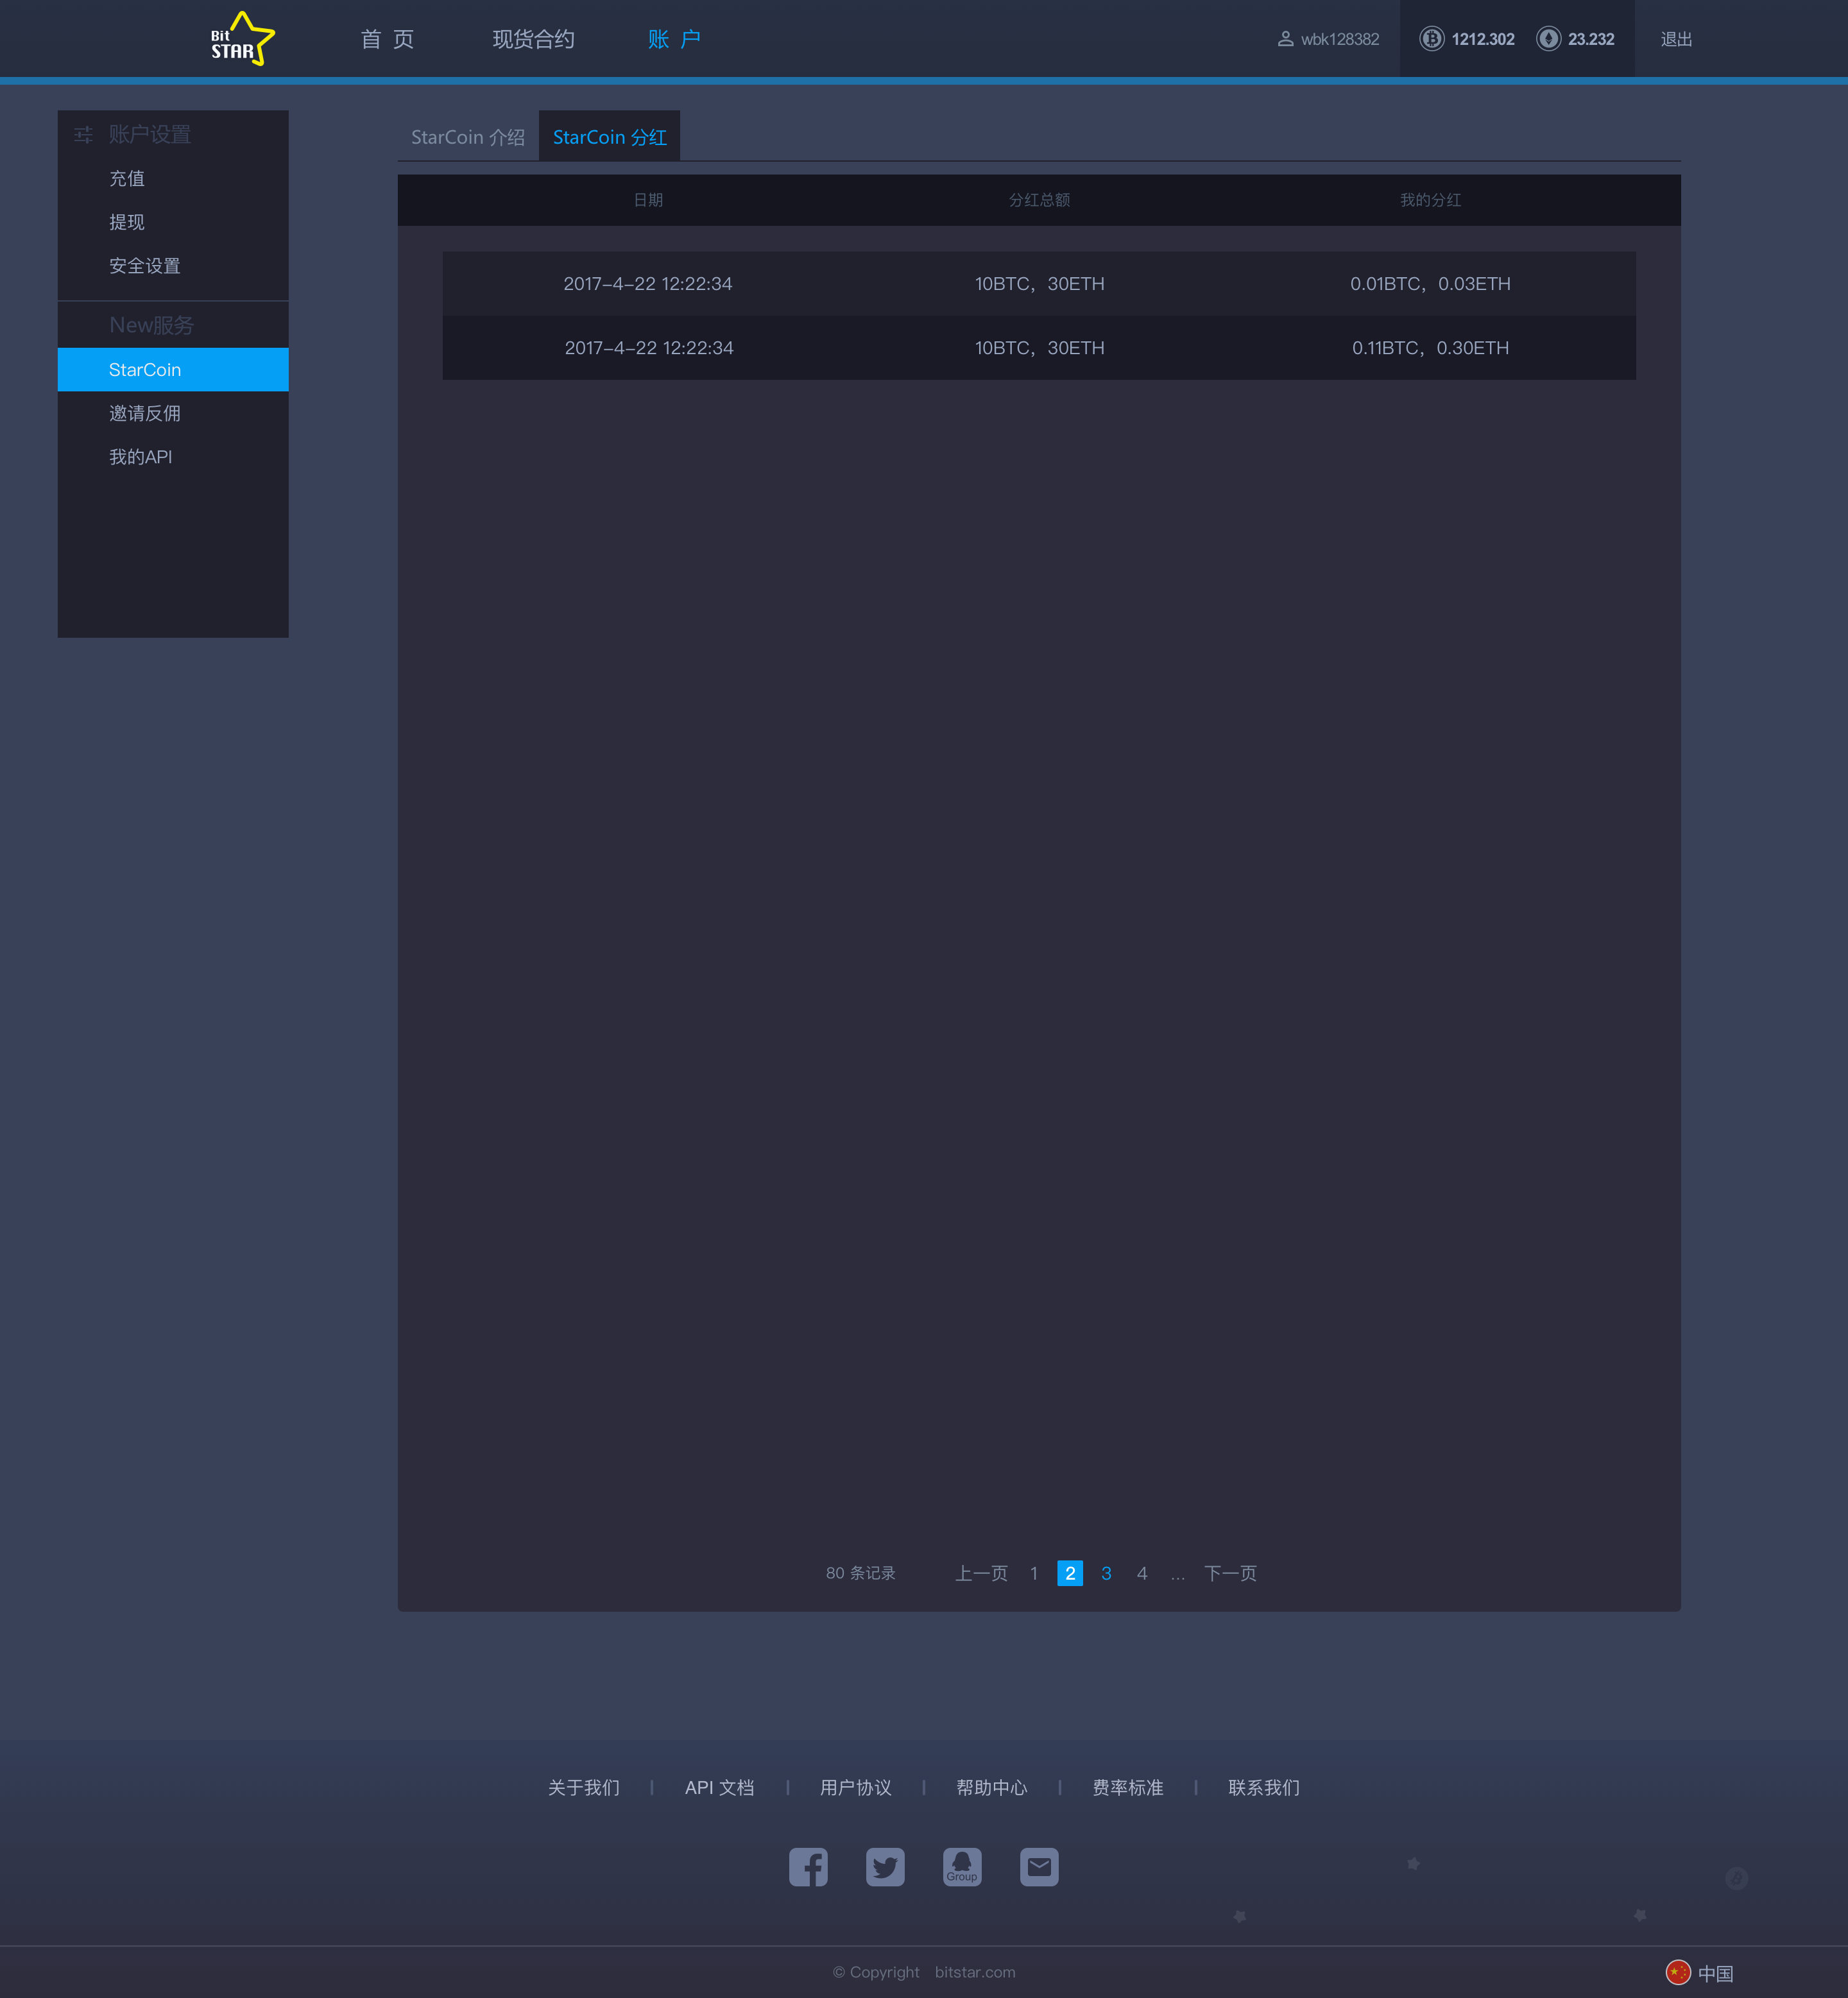 Bit
STAR
首 页 现货合约 账 户 wbk128382 1212.302 23.232 退出
账户设置
充值
提现
安全设置
New服务
StarCoin
邀请反佣
我的API
StarCoin 介绍 StarCoin 分红
日期 分红总额 我的分红
2017-4-22 12:22:34 10BTC，30ETH 0.01BTC，0.03ETH
2017-4-22 12:22:34 10BTC，30ETH 0.11BTC，0.30ETH
80 条记录 上一页 1 2 3 4 ... 下一页
关于我们 | API 文档 | 用户协议 | 帮助中心 | 费率标准 | 联系我们
Group
© Copyright bitstar.com 中国